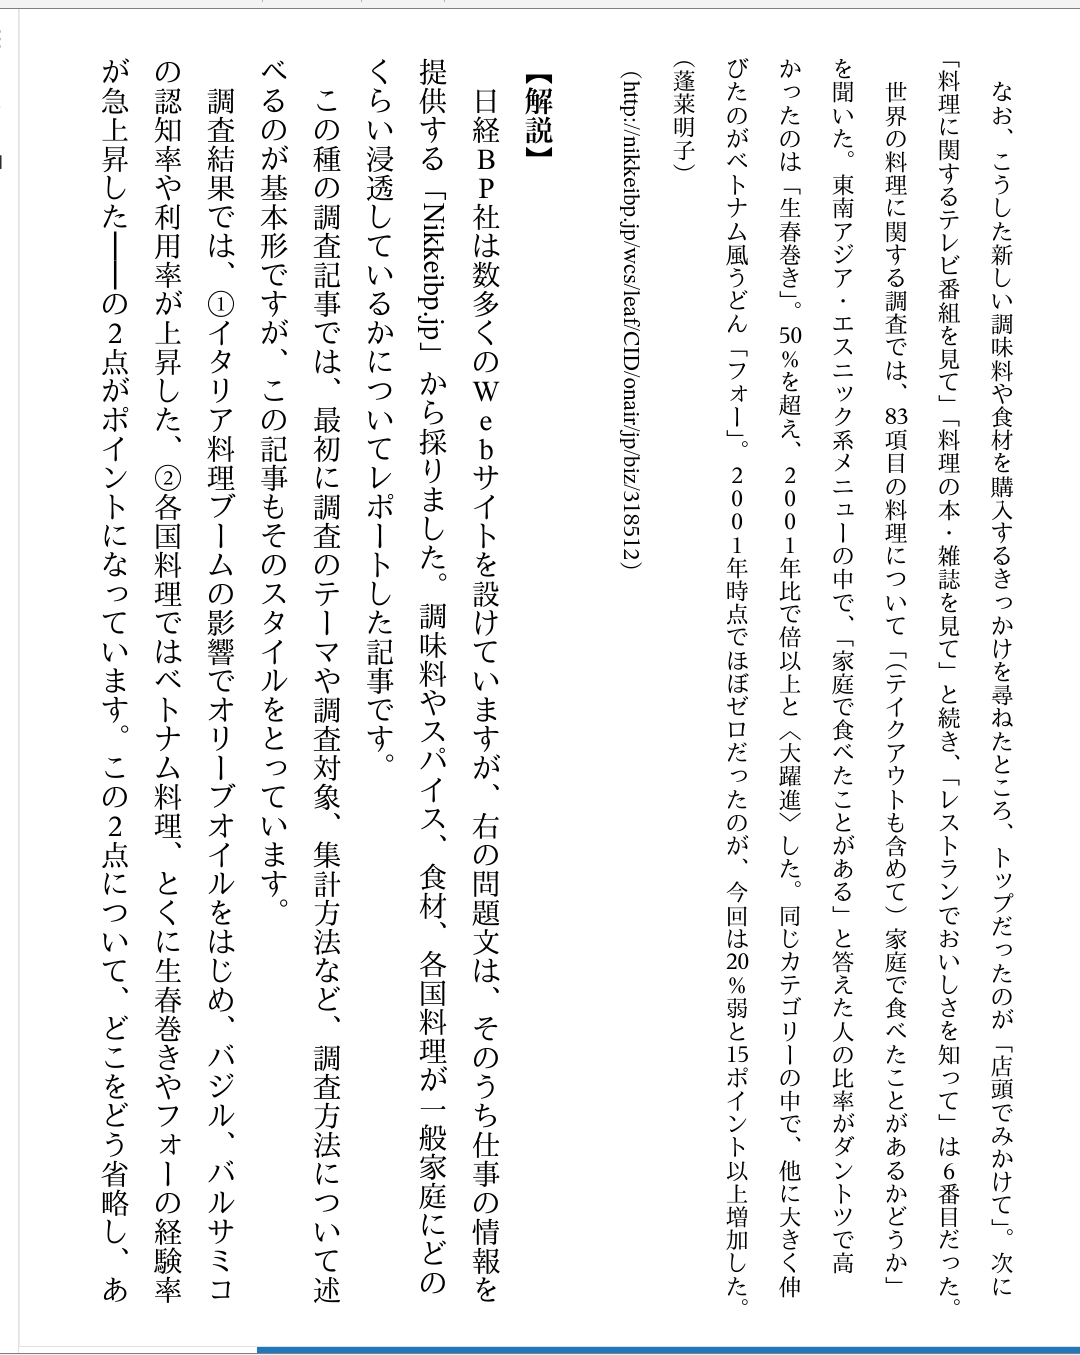 なお、こうした新しい調味料や食材を購入するきっかけを尋ねたところ、トップだったのが「店頭でみかけて」。次に
「料理に関するテレビ番組を見て」「料理の本・雑誌を見て」と続き、「レストランでおいしさを知って」は6番目だった。
　世界の料理に関する調査では、83項目の料理について「（テイクアウトも含めて）家庭で食べたことがあるかどうか」
を聞いた。東南アジア・エスニック系メニューの中で、「家庭で食べたことがある」と答えた人の比率がダントツで高
かったのは「生春巻き」。50％を超え、2001年比で倍以上と〈大躍進〉した。同じカテゴリーの中で、他に大きく伸
びたのがベトナム風うどん「フォー」。2001年時点でほぼゼロだったのが、今回は20％弱と15ポイント以上増加した。
（蓬莱明子）
（http://nikkeibp.jp/wcs/leaf/CID/onair/jp/biz/318512）
【解説】
　日経BP社は数多くのWebサイトを設けていますが、右の問題文は、そのうち仕事の情報を
提供する「Nikkeibp.jp」から採りました。調味料やスパイス、食材、各国料理が一般家庭にどの
くらい浸透しているかについてレポートした記事です。
　この種の調査記事では、最初に調査のテーマや調査対象、集計方法など、調査方法について述
べるのが基本形ですが、この記事もそのスタイルをとっています。
　調査結果では、①イタリア料理ブームの影響でオリーブオイルをはじめ、バジル、バルサミコ
の認知率や利用率が上昇した、②各国料理ではベトナム料理、とくに生春巻きやフォーの経験率
が急上昇した――の2点がポイントになっています。この2点について、どこをどう省略し、あ